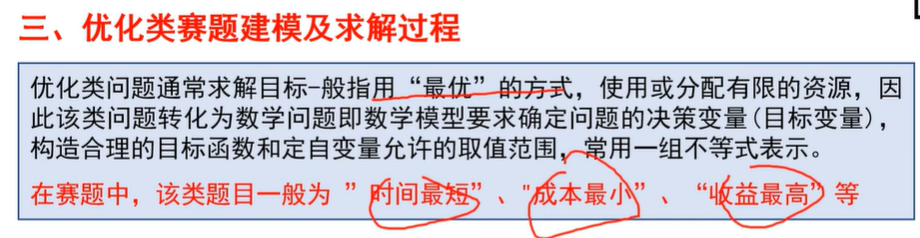 三、优化类赛题建模及求解过程
优化类问题通常求解目标-般指用“最优”的方式，使用或分配有限的资源，因
此该类问题转化为数学问题即数学模型要求确定问题的决策变量(目标变量)，
构造合理的目标函数和定自变量允许的取值范围，常用一组不等式表示。
在赛题中，该类题目一般为 ”时间最短”、"成本最小”、“收益最高”等